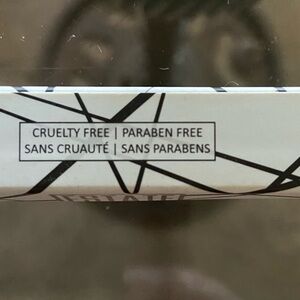 CRUELTY FREE | PARABEN FREE
SANS CRUAUTÉ | SANS PARABENS